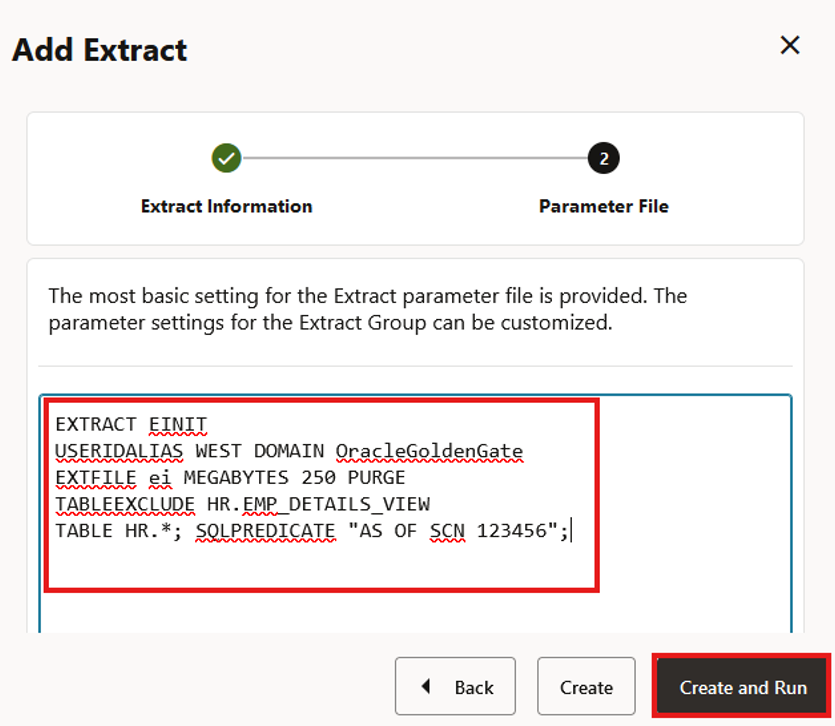 Add Extract
2
Extract Information
Parameter File
The most basic setting for the Extract parameter file is provided. The
parameter settings for the Extract Group can be customized.
EXTRACT EINIT
USERIDALIAS WEST DOMAIN OracleGoldenGate
EXTFILE ei MEGABYTES 250 PURGE
TABLEEXCLUDE HR.EMP_DETAILS_VIEW
TABLE HR.*; SQLPREDICATE "AS OF SCN 123456";
Back
Create
Create and Run